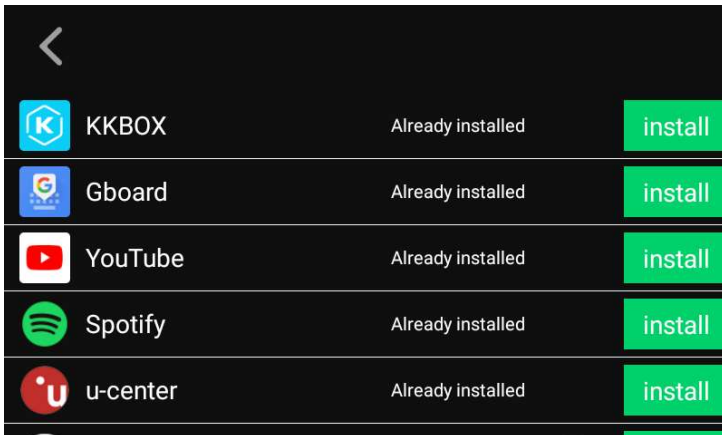 KKBOX Already installed install
Gboard Already installed install
YouTube Already installed install
Spotify Already installed install
u-center Already installed install